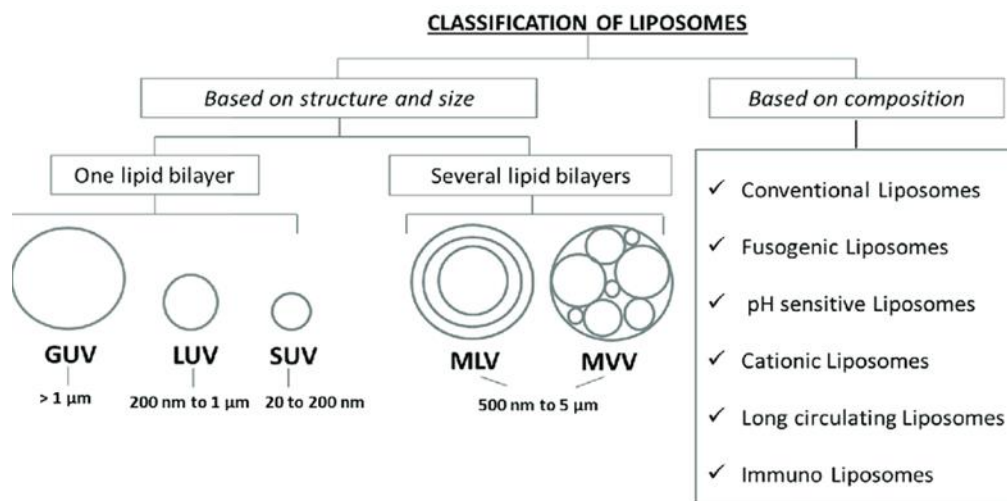 CLASSIFICATION OF LIPOSOMES
Based on structure and size
Based on composition
One lipid bilayer
Several lipid bilayers
GUV
LUV
SUV
MLV
MVV
> 1 µm
200 nm to 1 µm
20 to 200 nm
500 nm to 5 µm
✓ Conventional Liposomes
✓ Fusogenic Liposomes
✓ pH sensitive Liposomes
✓ Cationic Liposomes
✓ Long circulating Liposomes
✓ Immuno Liposomes